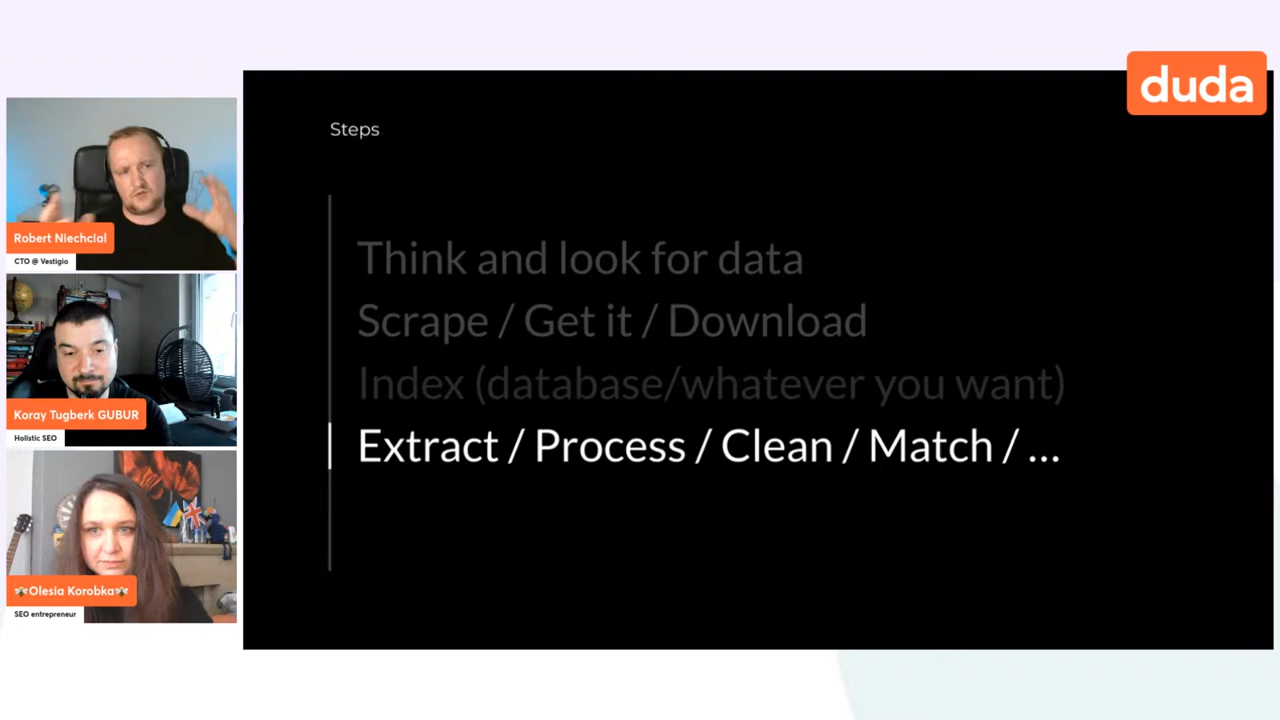 duda
Steps
Think and look for data
Scrape / Get it / Download
Index (database/whatever you want)
Extract / Process / Clean / Match / ...
Robert Niechcial
CTO @ Vestigio
Koray Tugberk GUBUR
Holistic SEO
🐝Olesia Korobka🐝
SEO entrepreneur